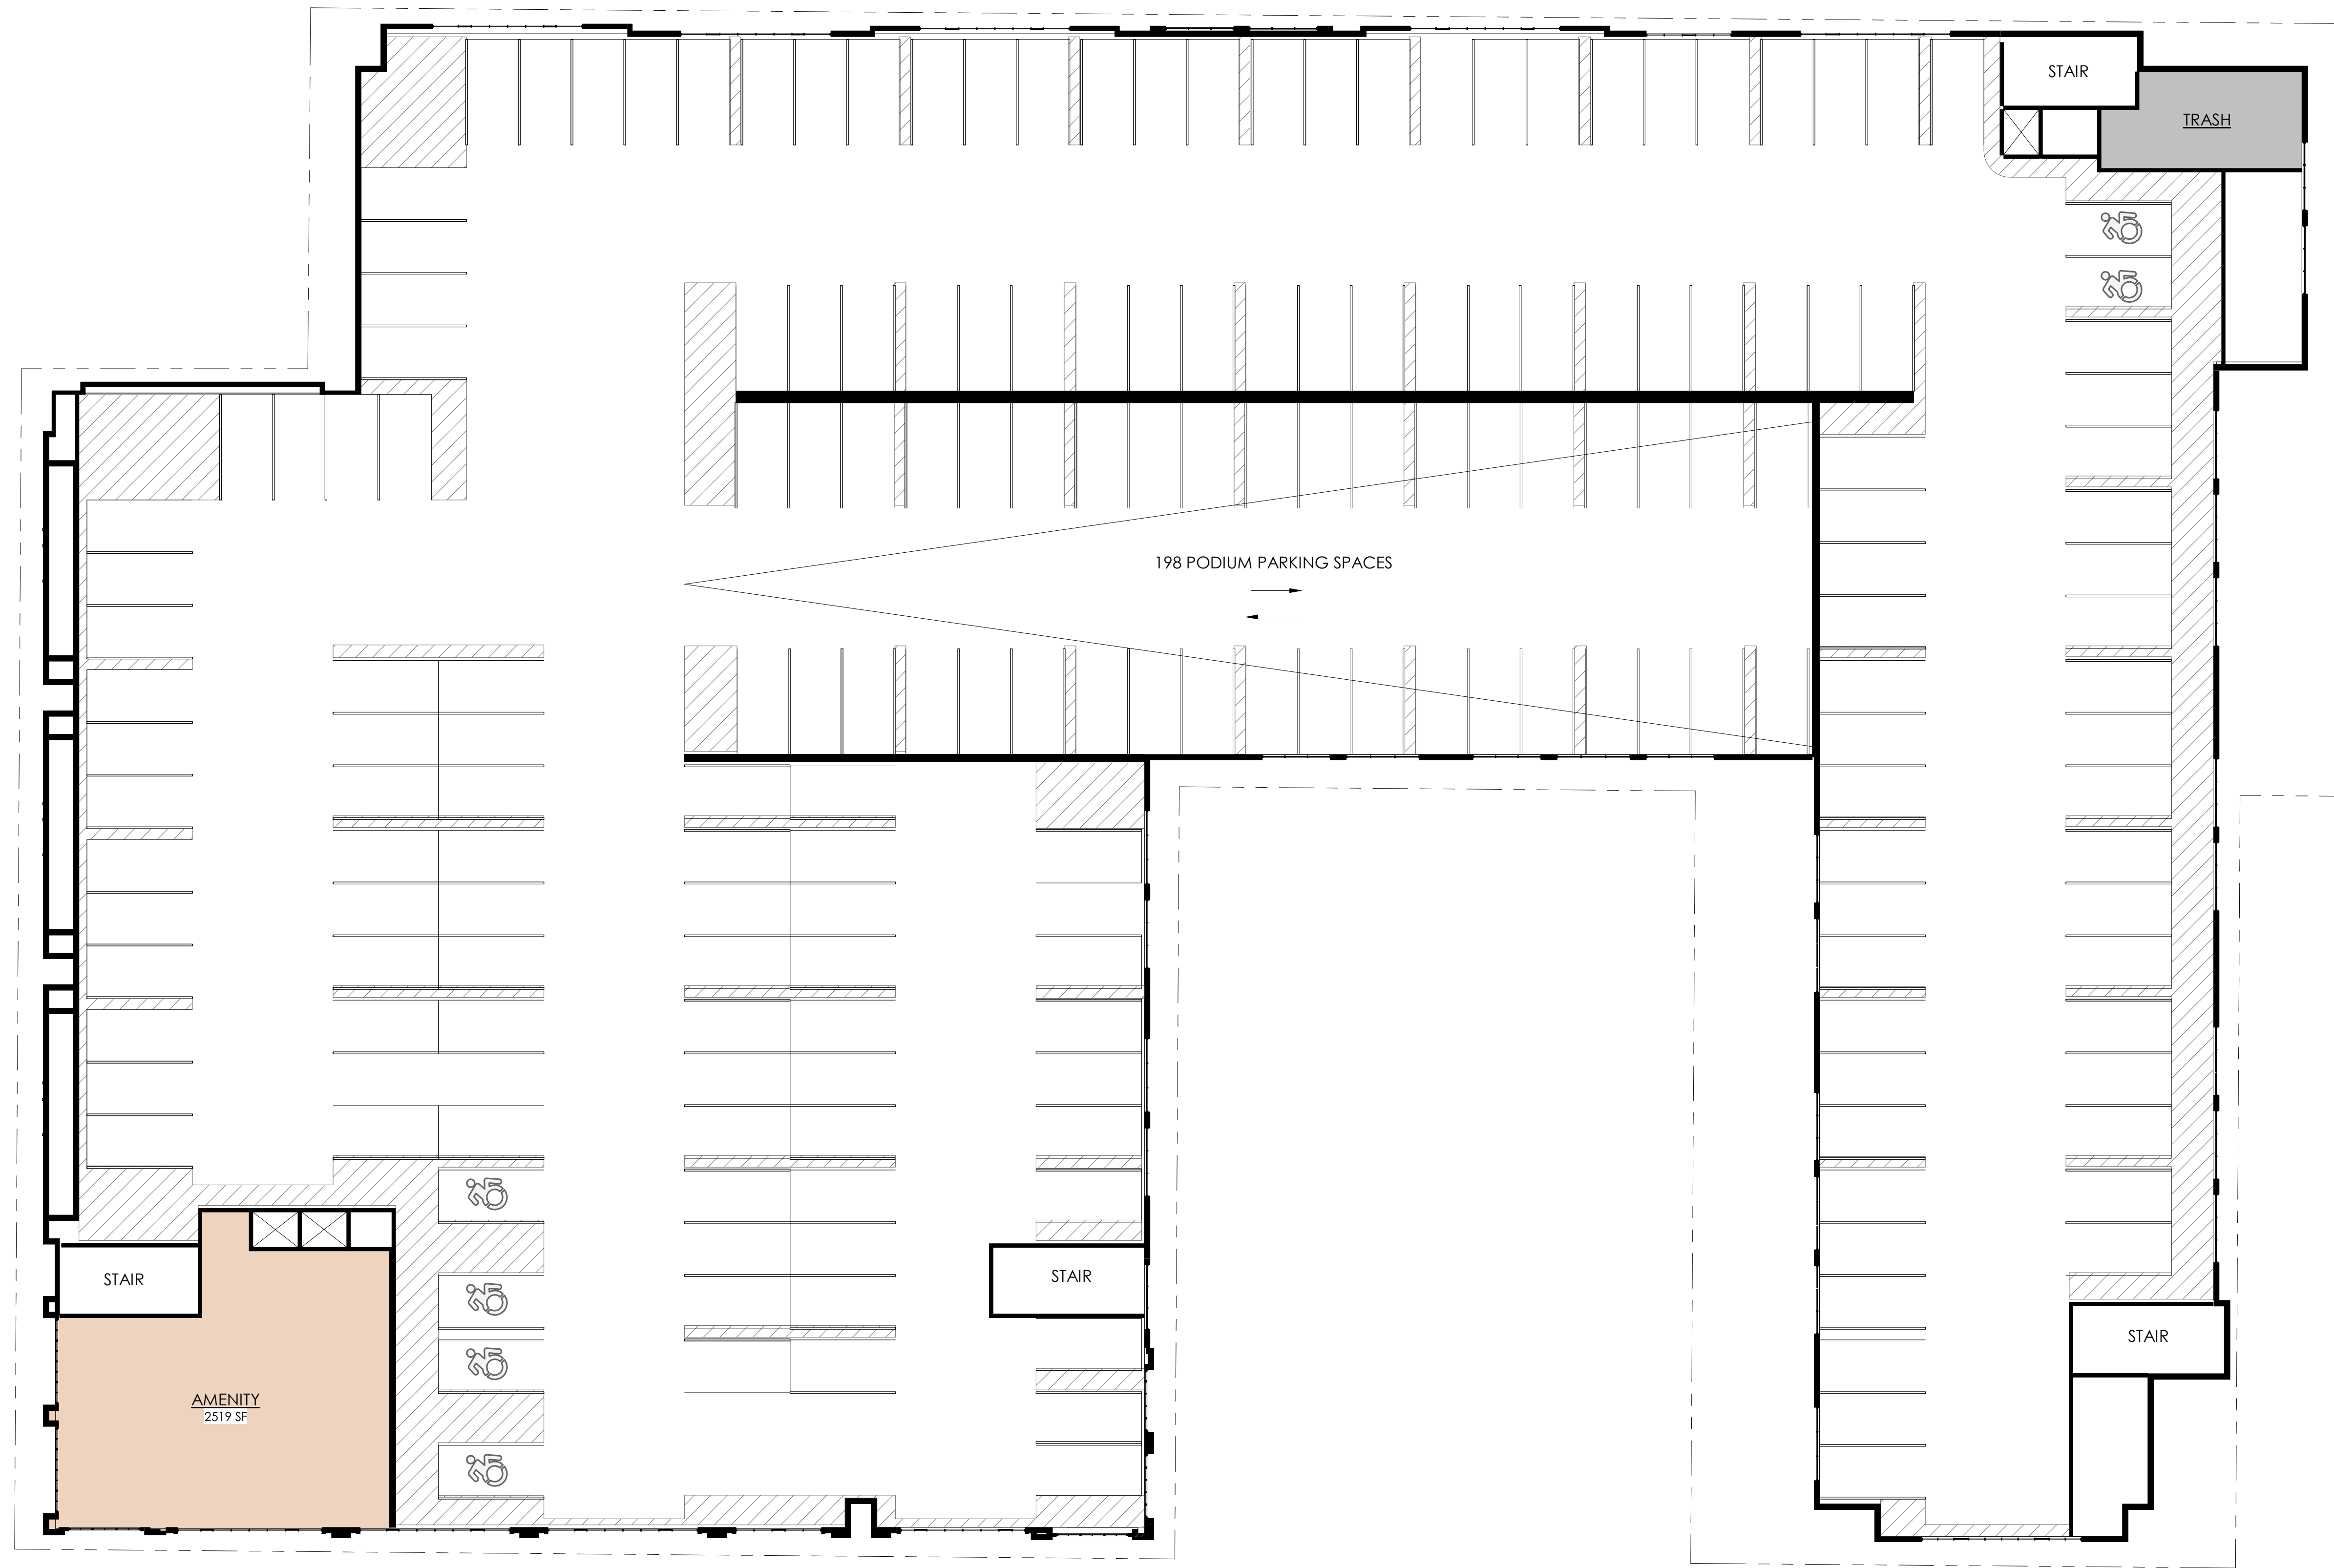 STAIR
TRASH
198 PODIUM PARKING SPACES
STAIR
STAIR
STAIR
AMENITY
2519 SF